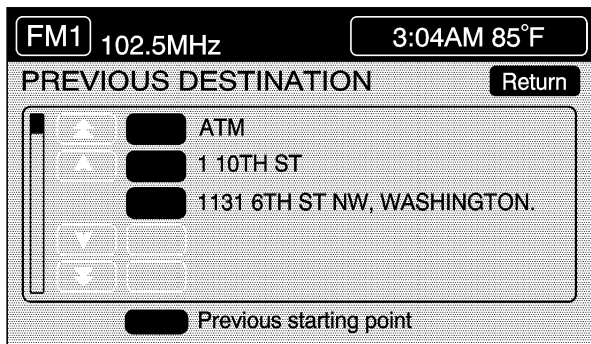 FM1 102.5MHz 3:04AM 85°F
PREVIOUS DESTINATION Return
ATM
1 10TH ST
1131 6TH ST NW, WASHINGTON.
Previous starting point